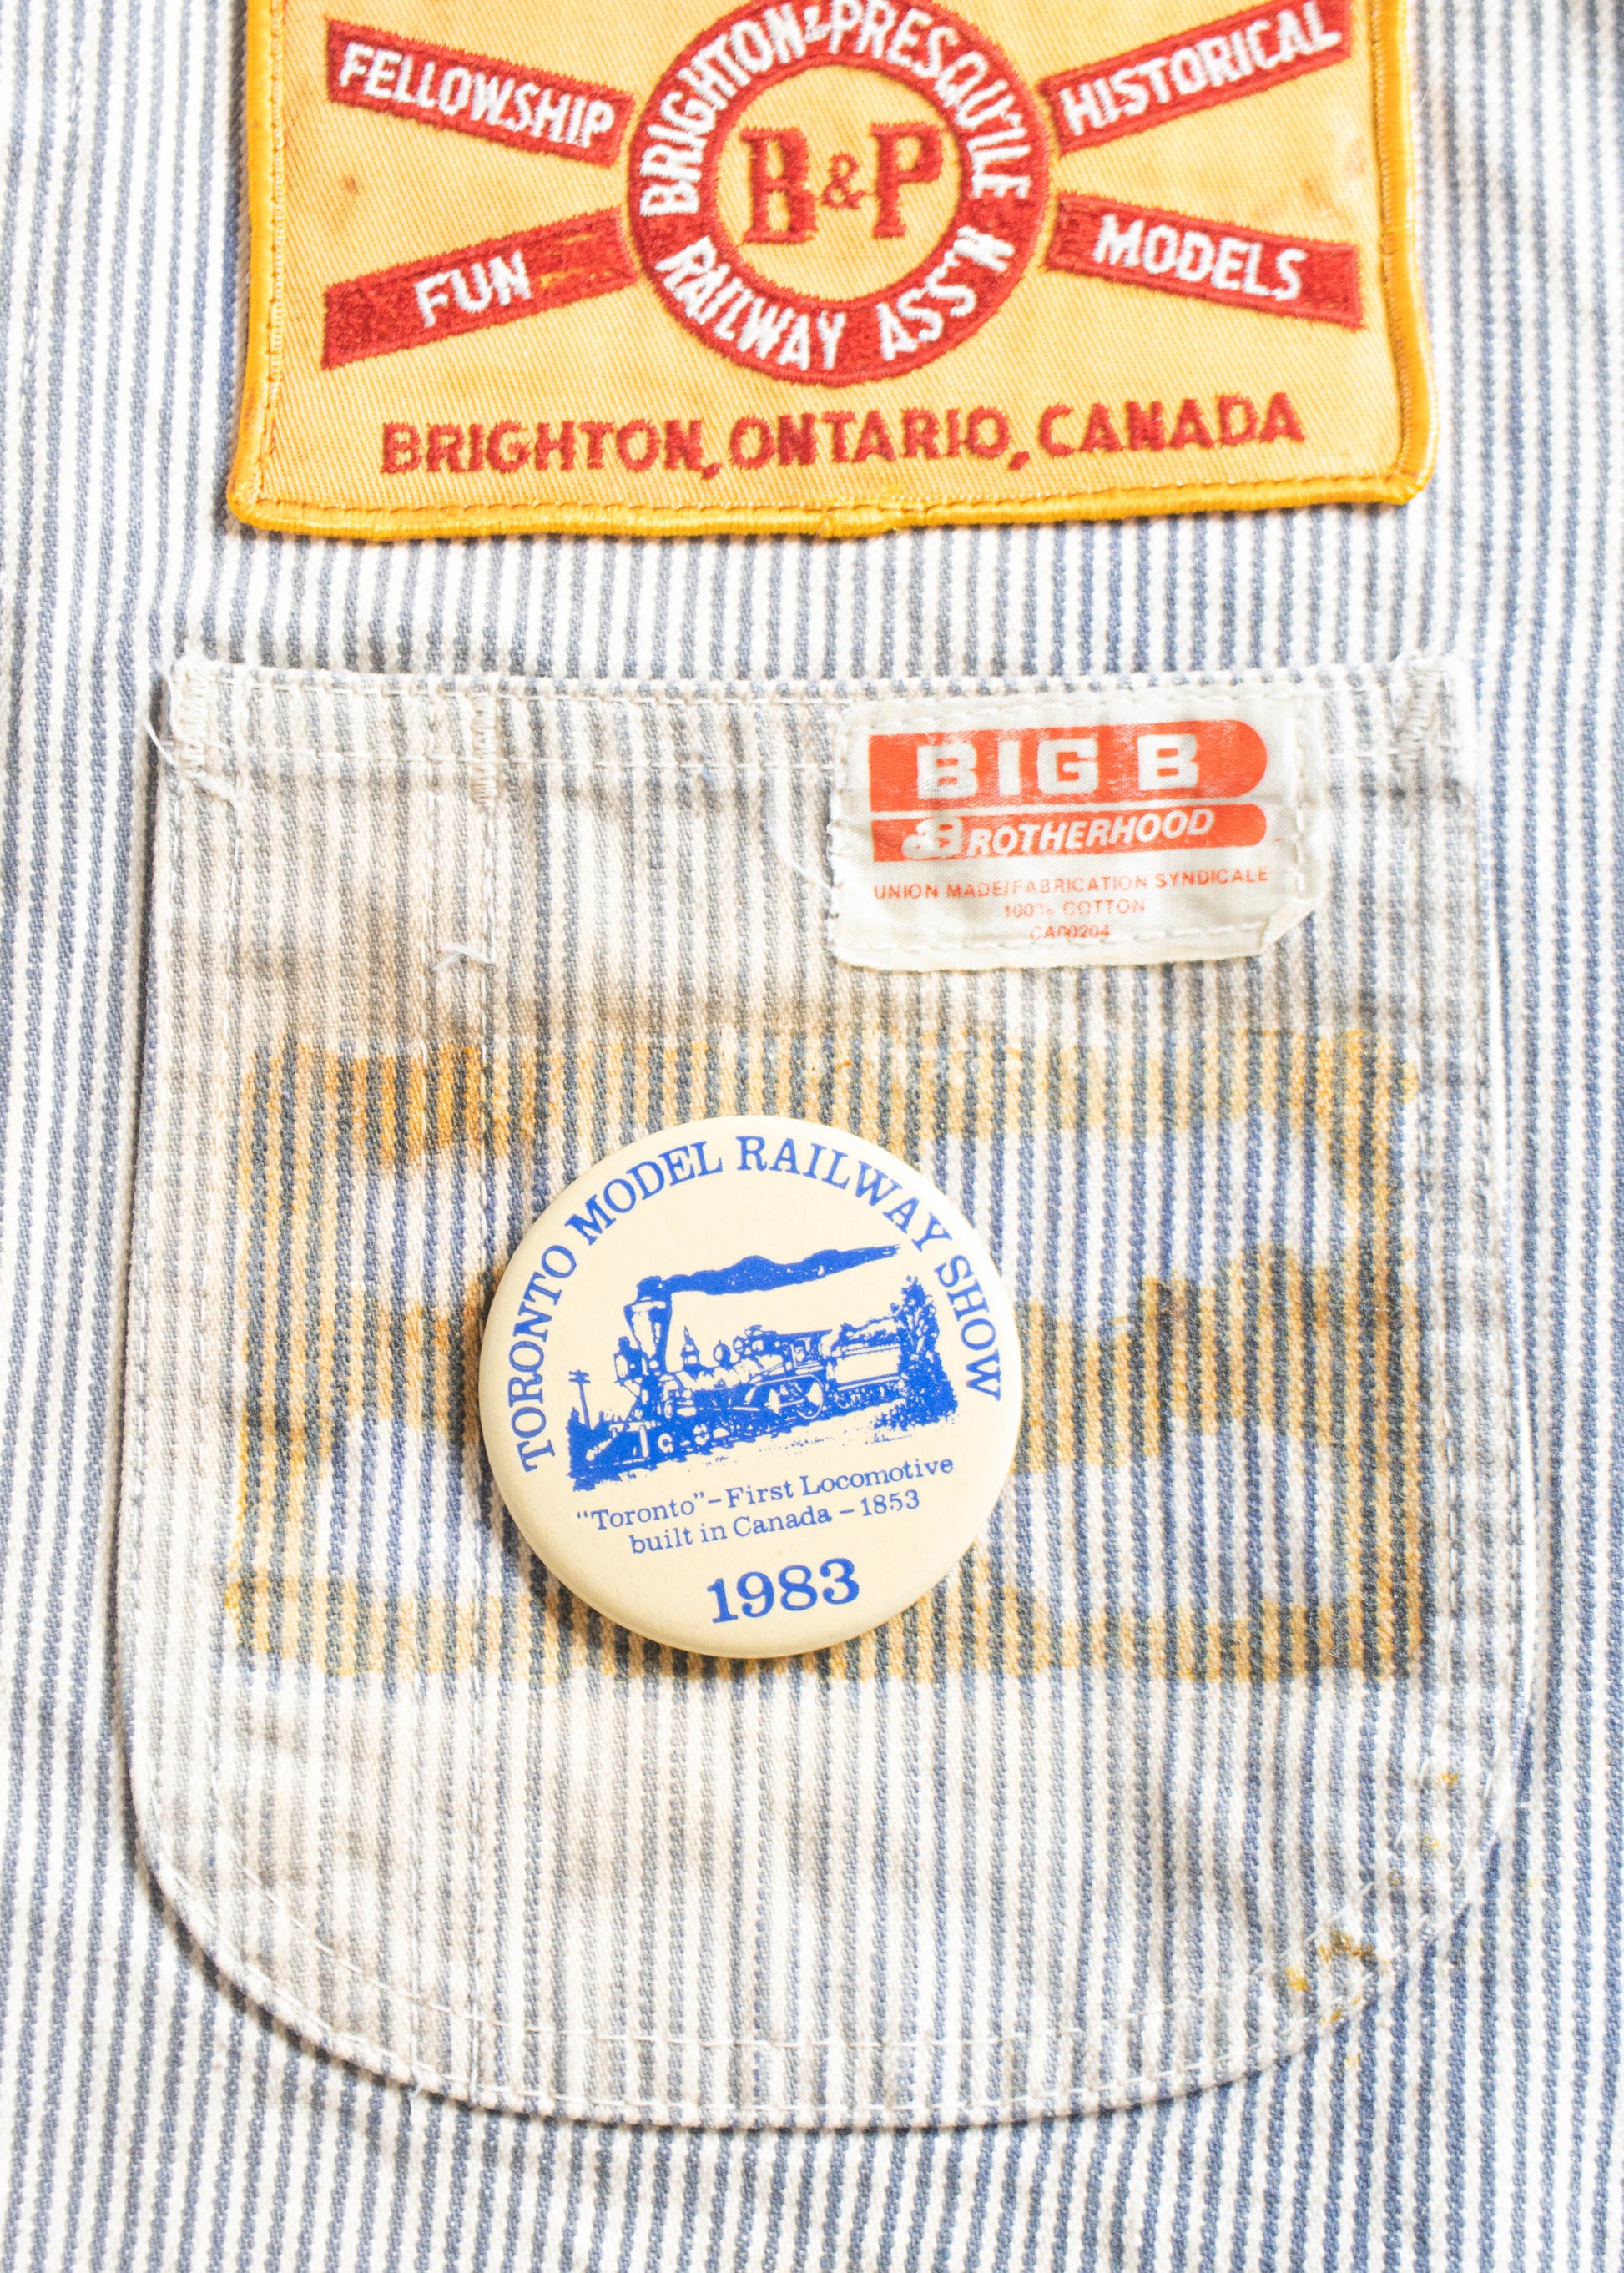 FELLOWSHIP
HISTORICAL
BRIGHTON & PRESQU'ILE
B&P
RAILWAY ASS'N.
FUN
MODELS
BRIGHTON, ONTARIO, CANADA
BIG B
BROTHERHOOD
UNION MADE/FABRICATION SYNDICALE
100% COTTON
CA00204
TORONTO MODEL RAILWAY SHOW
"Toronto"–First Locomotive
built in Canada – 1853
1983